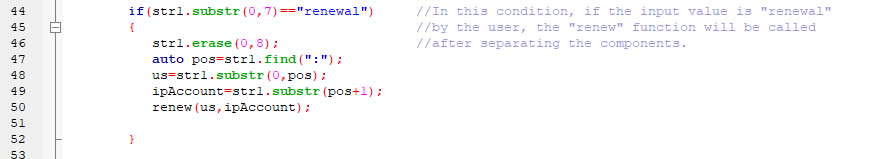 44 if(str1.substr(0,7)=="renewal") //In this condition, if the input value is "renewal"
45 { //by the user, the "renew" function will be called
46 str1.erase(0,8); //after separating the components.
47 auto pos=str1.find(":");
48 us=str1.substr(0,pos);
49 ipAccount=str1.substr(pos+1);
50 renew(us,ipAccount);
51
52 }
53